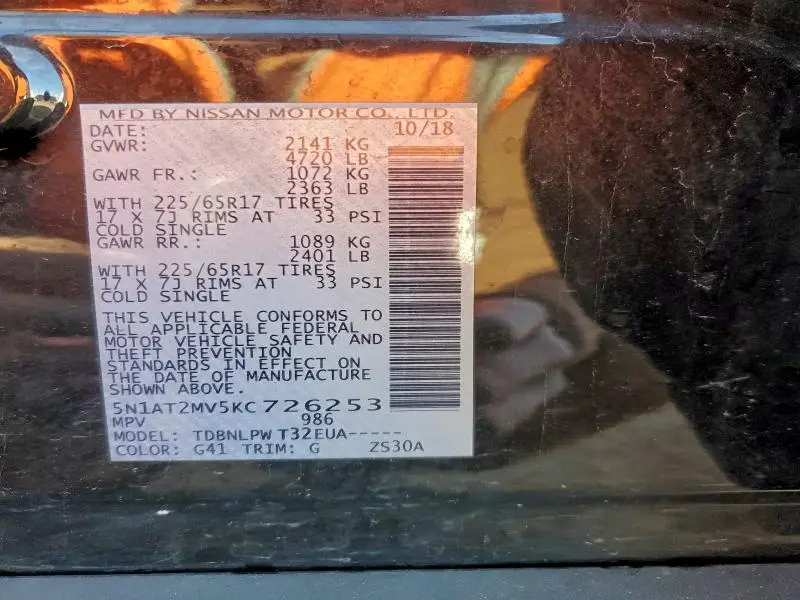 MFD BY NISSAN MOTOR CO., LTD.
DATE: 10/18
GVWR: 2141 KG
4720 LB
GAWR FR.: 1072 KG
2363 LB
WITH 225/65R17 TIRES
17 X 7J RIMS AT 33 PSI
COLD SINGLE
GAWR RR.: 1089 KG
2401 LB
WITH 225/65R17 TIRES
17 X 7J RIMS AT 33 PSI
COLD SINGLE
THIS VEHICLE CONFORMS TO
ALL APPLICABLE FEDERAL
MOTOR VEHICLE SAFETY AND
THEFT PREVENTION
STANDARDS IN EFFECT ON
THE DATE OF MANUFACTURE
SHOWN ABOVE.
5N1AT2MV5KC726253
MPV 986
MODEL: TDBNLPW T32EUA-----
COLOR: G41 TRIM: G ZS30A